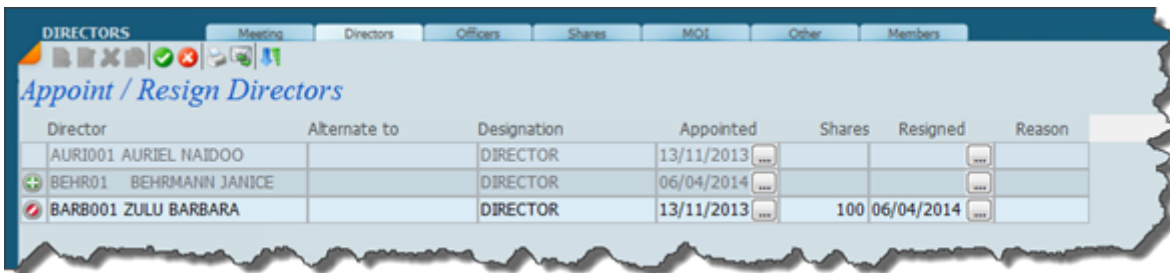 DIRECTORS Meeting Directors Officers Shares MOI Other Members
Appoint / Resign Directors
Director Alternate to Designation Appointed Shares Resigned Reason
AURI001 AURIEL NAIDOO DIRECTOR 13/11/2013 ... ...
BEHR01 BEHRMANN JANICE DIRECTOR 06/04/2014 ... ...
BARB001 ZULU BARBARA DIRECTOR 13/11/2013 ... 100 06/04/2014 ...